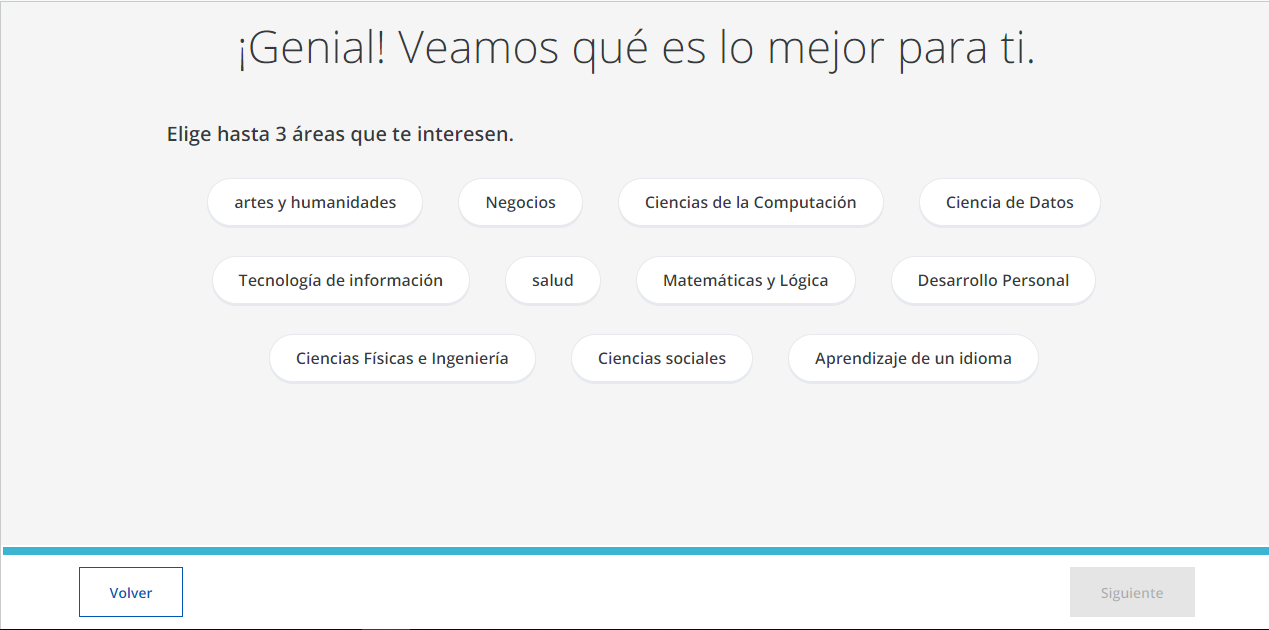 ¡Genial! Veamos qué es lo mejor para ti.
Elige hasta 3 áreas que te interesen.
artes y humanidades Negocios Ciencias de la Computación Ciencia de Datos
Tecnología de información salud Matemáticas y Lógica Desarrollo Personal
Ciencias Físicas e Ingeniería Ciencias sociales Aprendizaje de un idioma
Volver Siguiente